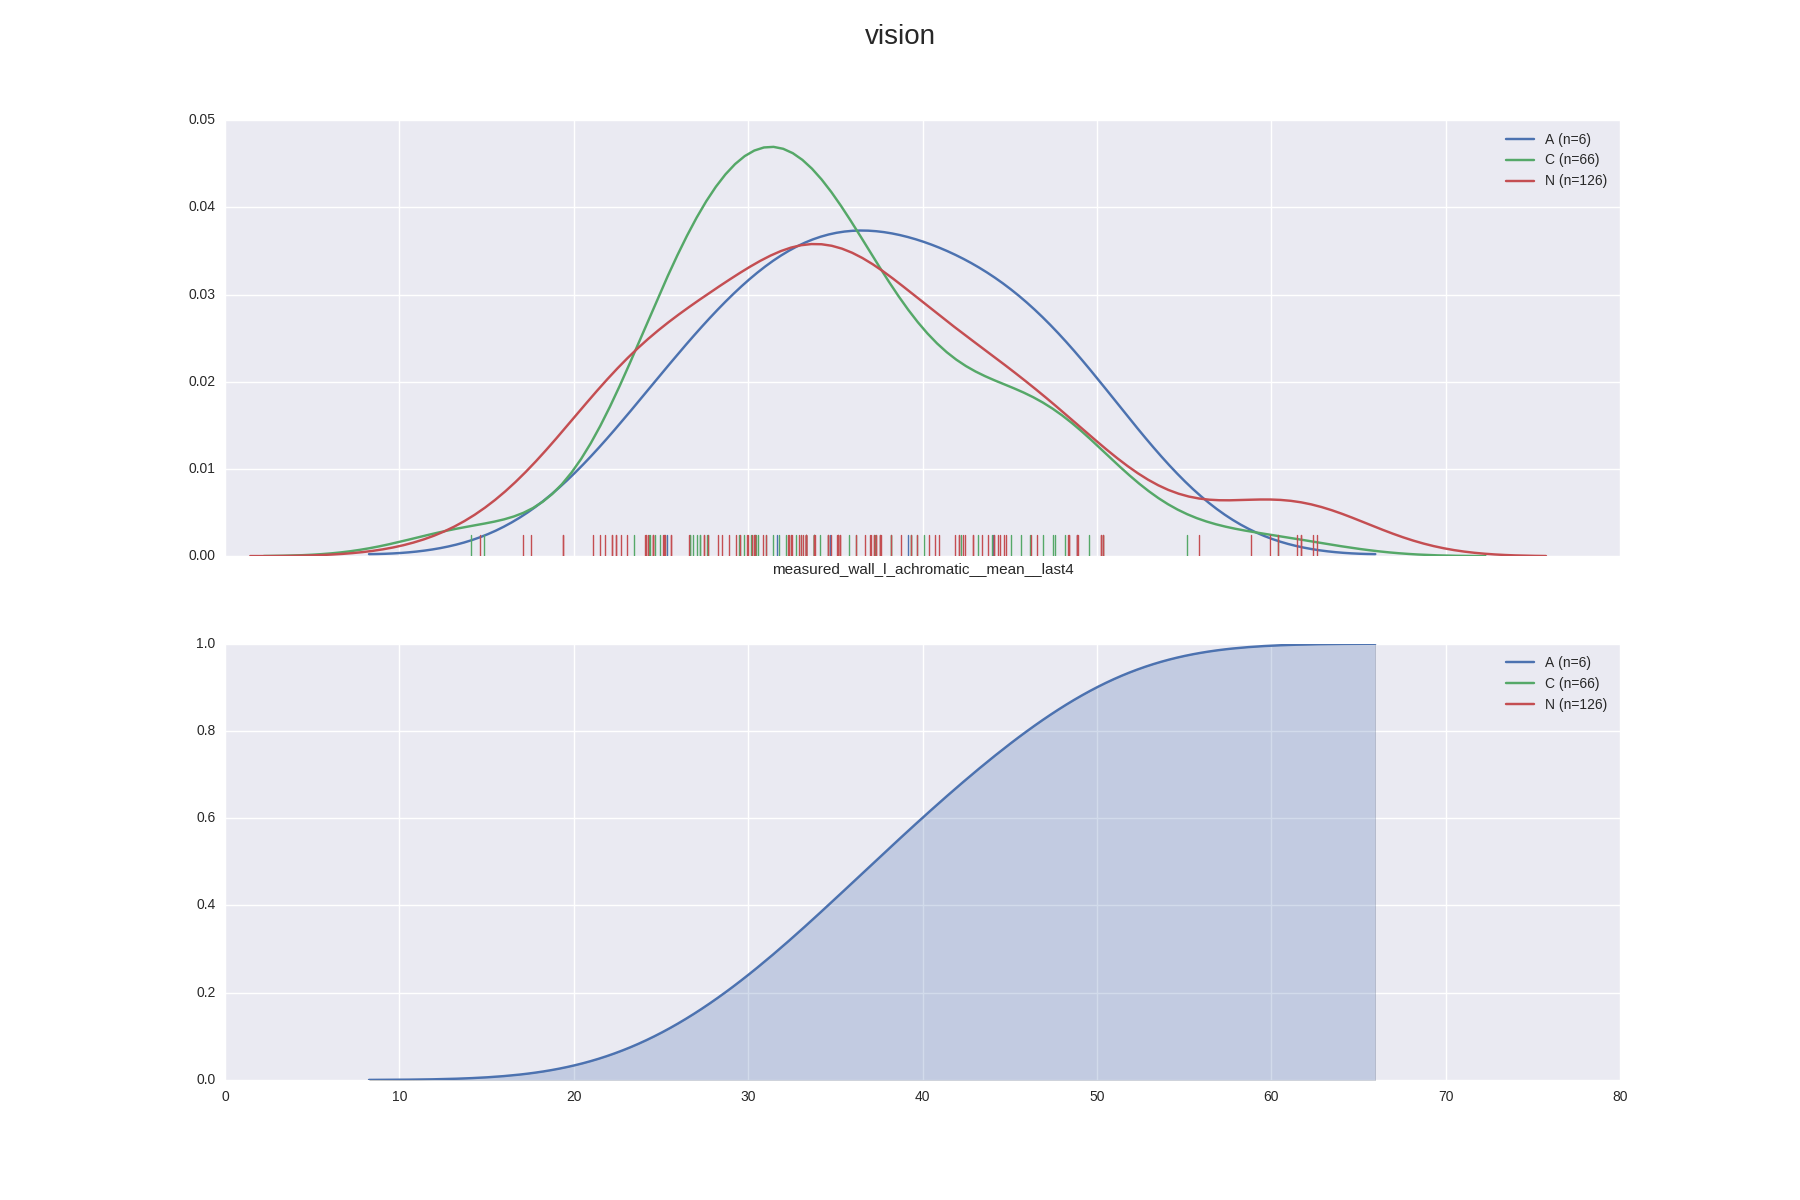 vision
0.05
0.04
0.03
0.02
0.01
0.00
A (n=6)
C (n=66)
N (n=126)
measured_wall_l_achromatic__mean__last4
1.0
0.8
0.6
0.4
0.2
0.0
A (n=6)
C (n=66)
N (n=126)
0 10 20 30 40 50 60 70 80